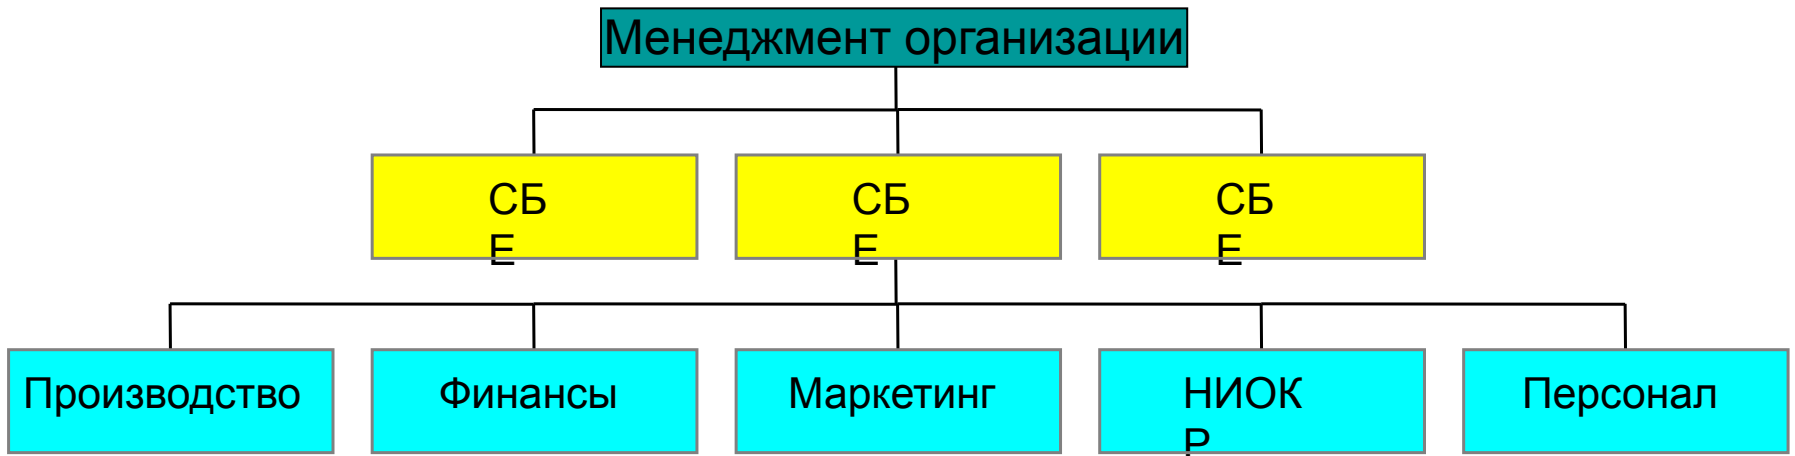 Менеджмент организации
СБ
Е
СБ
Е
СБ
Е
Производство
Финансы
Маркетинг
НИОК
Р
Персонал